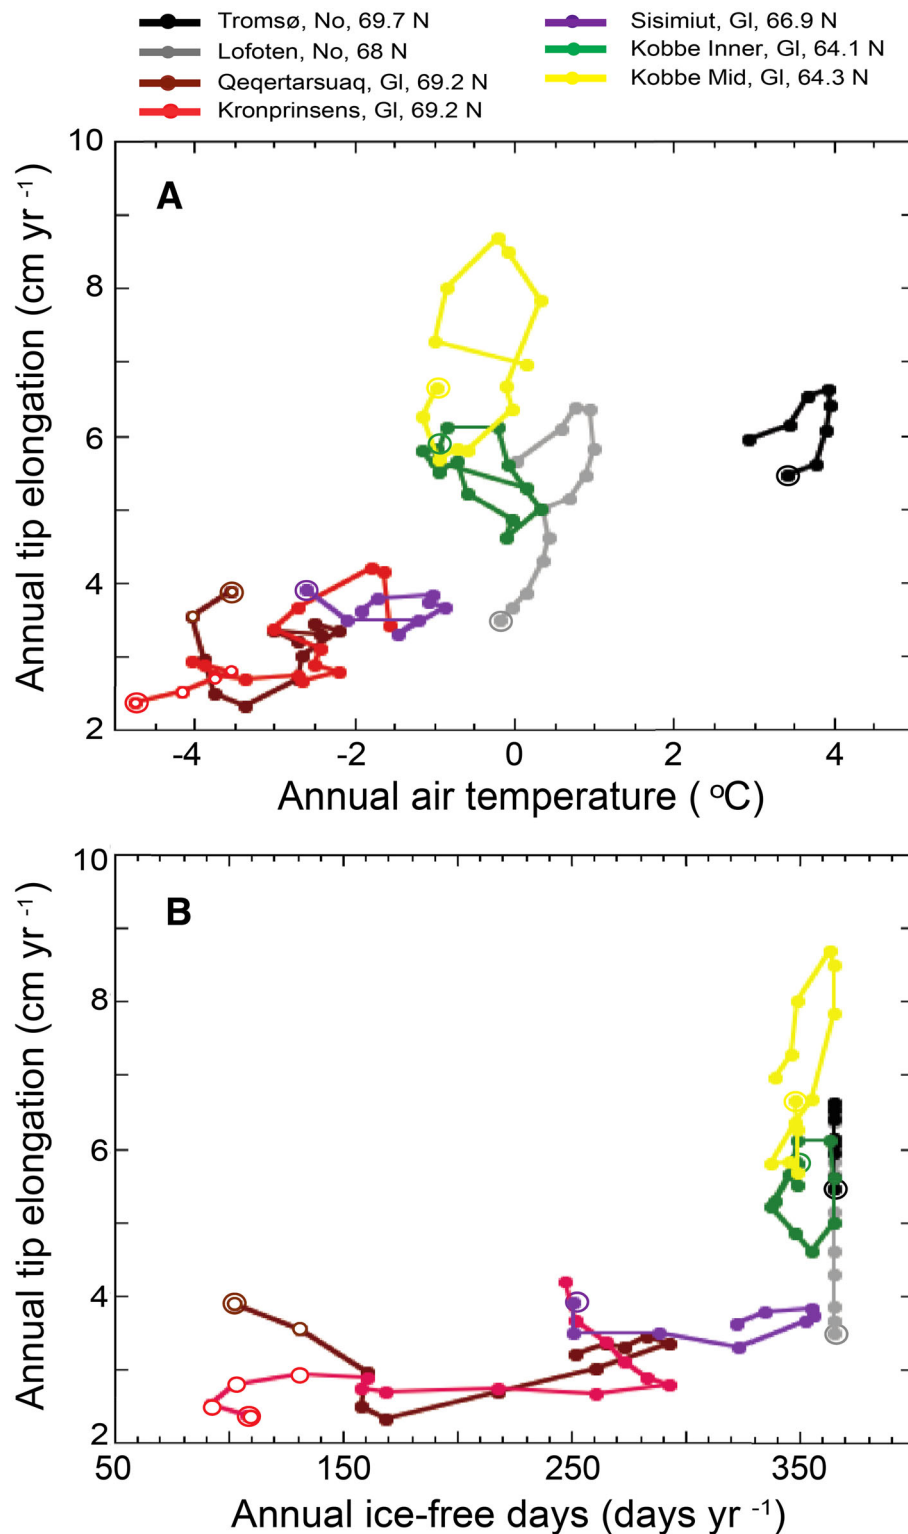 Tromsø, No, 69.7 N
Lofoten, No, 68 N
Qeqertarsuaq, Gl, 69.2 N
Kronprinsens, Gl, 69.2 N
Sisimiut, Gl, 66.9 N
Kobbe Inner, Gl, 64.1 N
Kobbe Mid, Gl, 64.3 N
A
Annual tip elongation (cm yr -1)
10
8
6
4
2
-4 -2 0 2 4
Annual air temperature ( oC)
B
Annual tip elongation (cm yr -1)
10
8
6
4
2
50 150 250 350
Annual ice-free days (days yr -1)